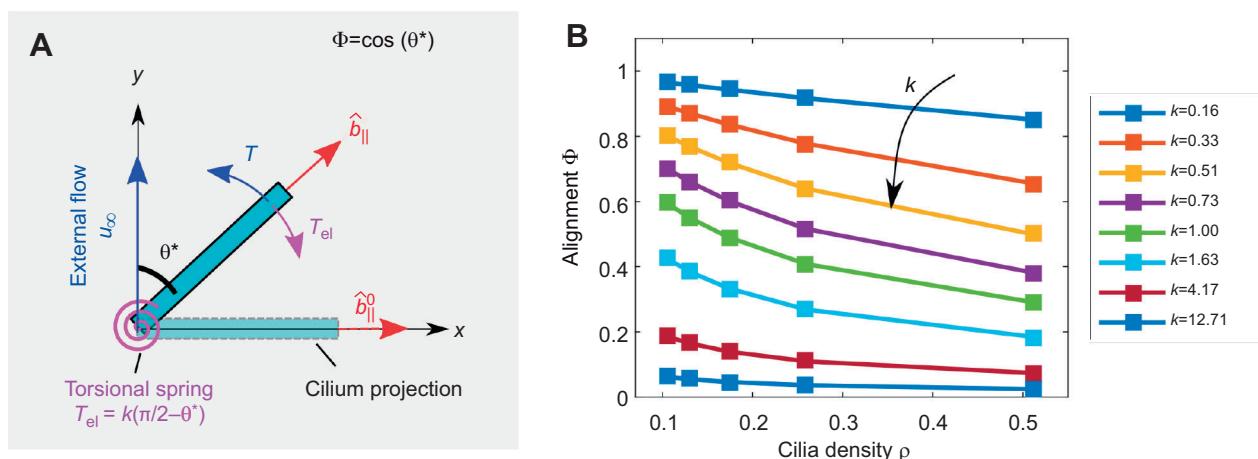 A
Φ=cos (θ*)
y
External flow
u∞
T
b̂||
T_el
θ*
b̂⁰||
x
Torsional spring
T_el = k(π/2–θ*)
Cilium projection
B
Alignment Φ
1
0.8
0.6
0.4
0.2
0
k
0.1
0.2
0.3
0.4
0.5
Cilia density ρ
k=0.16
k=0.33
k=0.51
k=0.73
k=1.00
k=1.63
k=4.17
k=12.71